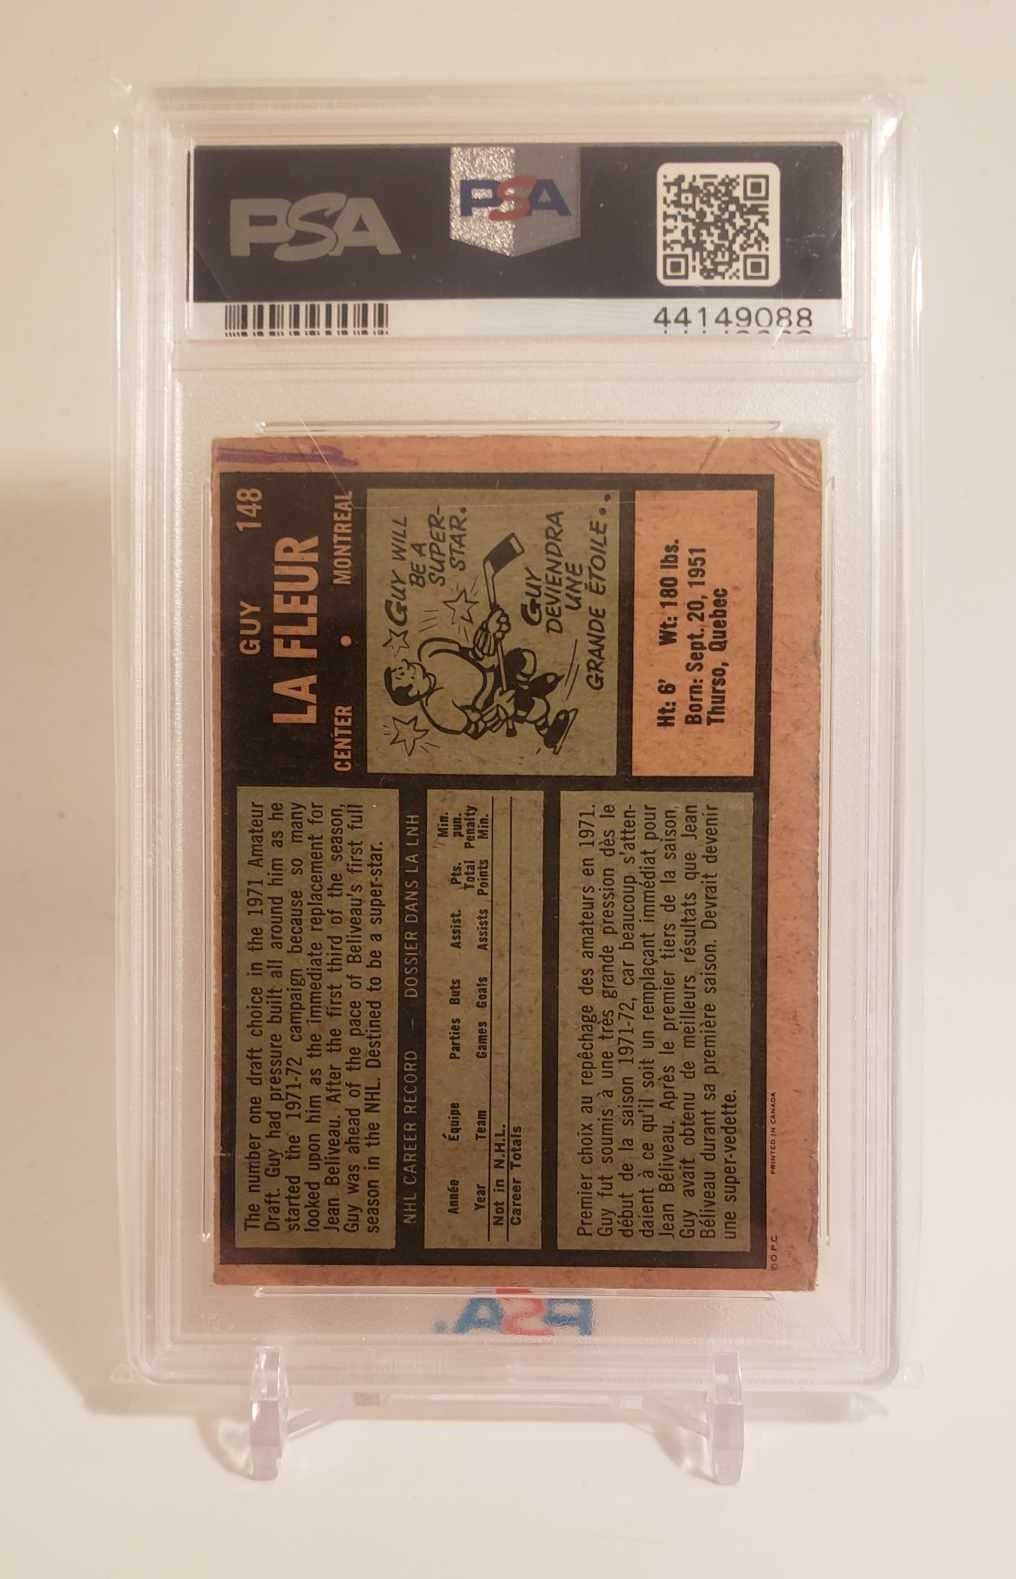 PSA
PSA
44149088
GUY 148
LA FLEUR
CENTER • MONTREAL
GUY WILL
BE A
SUPER-
STAR.
GUY
DEVIENDRA
UNE
GRANDE ÉTOILE..
Ht: 6' Wt: 180 lbs.
Born: Sept. 20, 1951
Thurso, Quebec
The number one draft choice in the 1971 Amateur
Draft. Guy had pressure built all around him as he
started the 1971-72 campaign because so many
looked upon him as the immediate replacement for
Jean Beliveau. After the first third of the season,
Guy was ahead of the pace of Beliveau's first full
season in the NHL. Destined to be a super-star.
NHL CAREER RECORD — DOSSIER DANS LA LNH
Min.
Pts. pun.
Année Équipe Parties Buts Assist. Total Penalty
Year Team Games Goals Assists Points Min.
Not in N.H.L.
Career Totals
Premier choix au repêchage des amateurs en 1971.
Guy fut soumis à une très grande pression dès le
début de la saison 1971-72, car beaucoup s'atten-
daient à ce qu'il soit un remplaçant immédiat pour
Jean Béliveau. Après le premier tiers de la saison,
Guy avait obtenu de meilleurs résultats que Jean
Béliveau durant sa première saison. Devrait devenir
une super-vedette.
© O.P.C. PRINTED IN CANADA
PSA